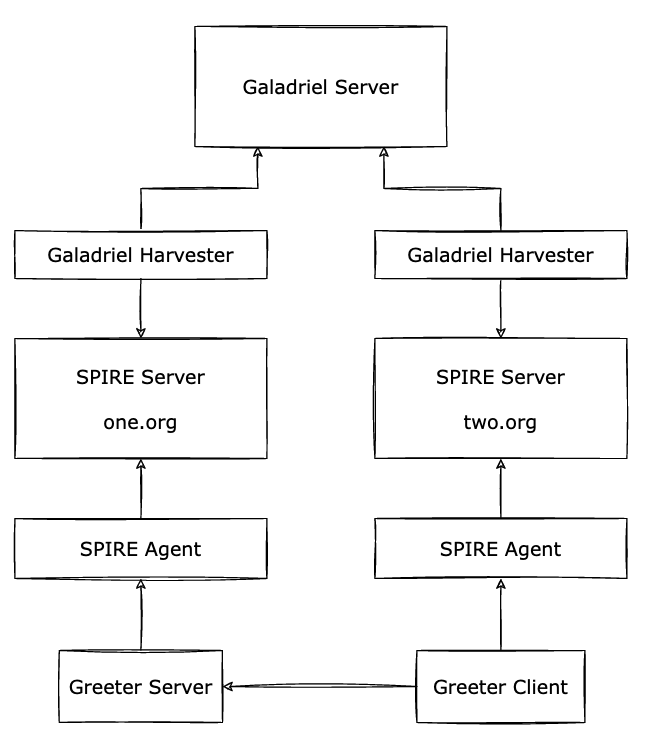 Galadriel Server
Galadriel Harvester
Galadriel Harvester
SPIRE Server
one.org
SPIRE Server
two.org
SPIRE Agent
SPIRE Agent
Greeter Server
Greeter Client